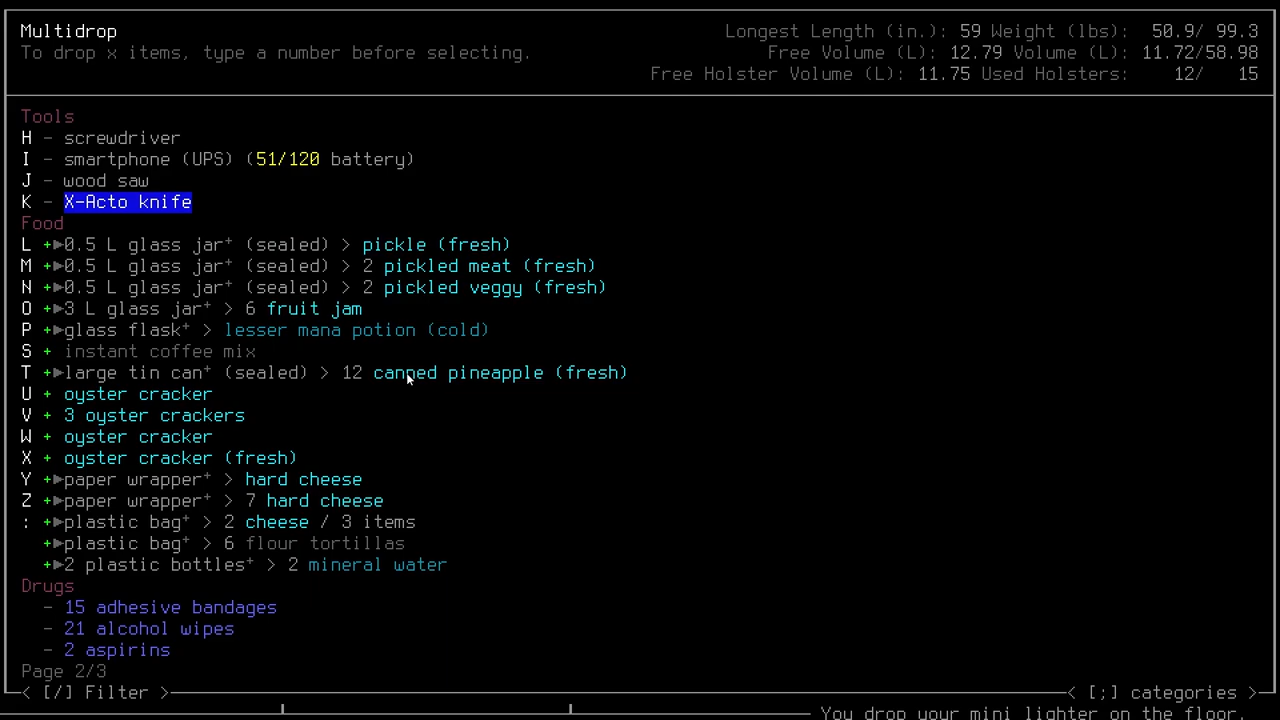 Multidrop
Longest Length (in.): 59 Weight (lbs): 50.9/ 99.3
To drop x items, type a number before selecting.
Free Volume (L): 12.79 Volume (L): 11.72/58.98
Free Holster Volume (L): 11.75 Used Holsters: 12/ 15
Tools
H - screwdriver
I - smartphone (UPS) (51/120 battery)
J - wood saw
K - X-Acto knife
Food
L +▶0.5 L glass jar⁺ (sealed) > pickle (fresh)
M +▶0.5 L glass jar⁺ (sealed) > 2 pickled meat (fresh)
N +▶0.5 L glass jar⁺ (sealed) > 2 pickled veggy (fresh)
O +▶3 L glass jar⁺ > 6 fruit jam
P +▶glass flask⁺ > lesser mana potion (cold)
S + instant coffee mix
T +▶large tin can⁺ (sealed) > 12 canned pineapple (fresh)
U + oyster cracker
V + 3 oyster crackers
W + oyster cracker
X + oyster cracker (fresh)
Y +▶paper wrapper⁺ > hard cheese
Z +▶paper wrapper⁺ > 7 hard cheese
: +▶plastic bag⁺ > 2 cheese / 3 items
+▶plastic bag⁺ > 6 flour tortillas
+▶2 plastic bottles⁺ > 2 mineral water
Drugs
- 15 adhesive bandages
- 21 alcohol wipes
- 2 aspirins
Page 2/3
< [/] Filter >
< [;] categories >
You drop your mini lighter on the floor.